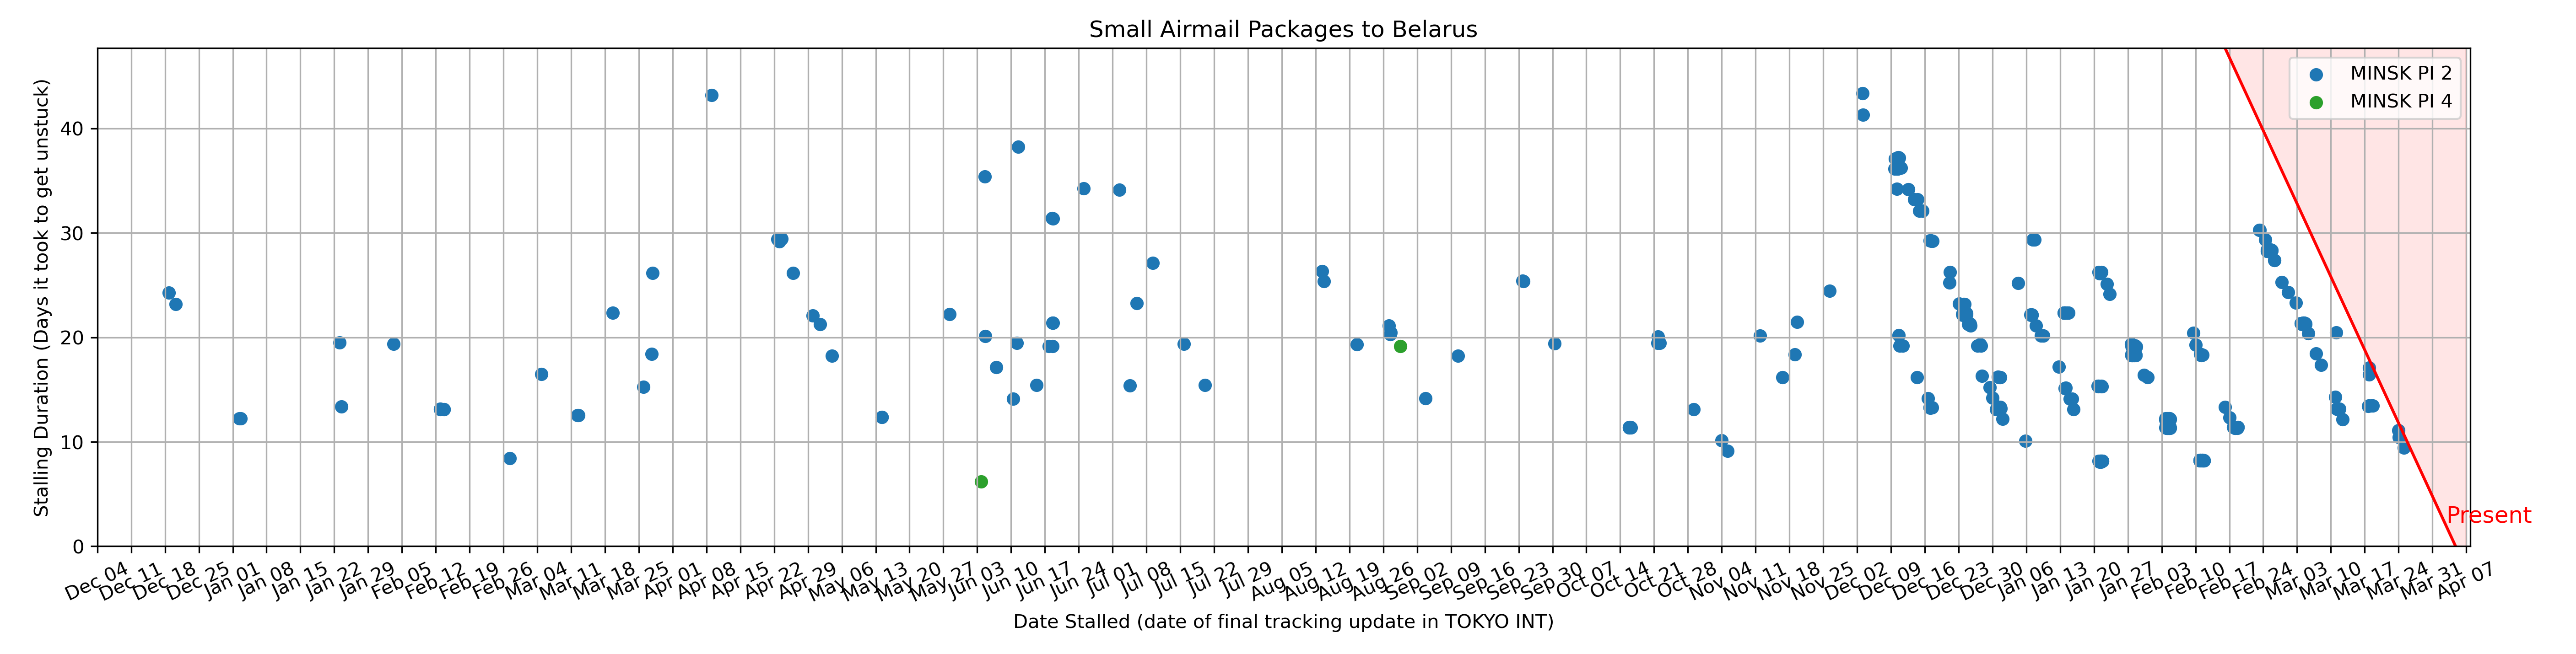 Small Airmail Packages to Belarus
MINSK PI 2
MINSK PI 4
Stalling Duration (Days it took to get unstuck)
40
30
20
10
0
Present
Dec 04
Dec 11
Dec 18
Dec 25
Jan 01
Jan 08
Jan 15
Jan 22
Jan 29
Feb 05
Feb 12
Feb 19
Feb 26
Mar 04
Mar 11
Mar 18
Mar 25
Apr 01
Apr 08
Apr 15
Apr 22
Apr 29
May 06
May 13
May 20
May 27
Jun 03
Jun 10
Jun 17
Jun 24
Jul 01
Jul 08
Jul 15
Jul 22
Jul 29
Aug 05
Aug 12
Aug 19
Aug 26
Sep 02
Sep 09
Sep 16
Sep 23
Sep 30
Oct 07
Oct 14
Oct 21
Oct 28
Nov 04
Nov 11
Nov 18
Nov 25
Dec 02
Dec 09
Dec 16
Dec 23
Dec 30
Jan 06
Jan 13
Jan 20
Jan 27
Feb 03
Feb 10
Feb 17
Feb 24
Mar 03
Mar 10
Mar 17
Mar 24
Mar 31
Apr 07
Date Stalled (date of final tracking update in TOKYO INT)